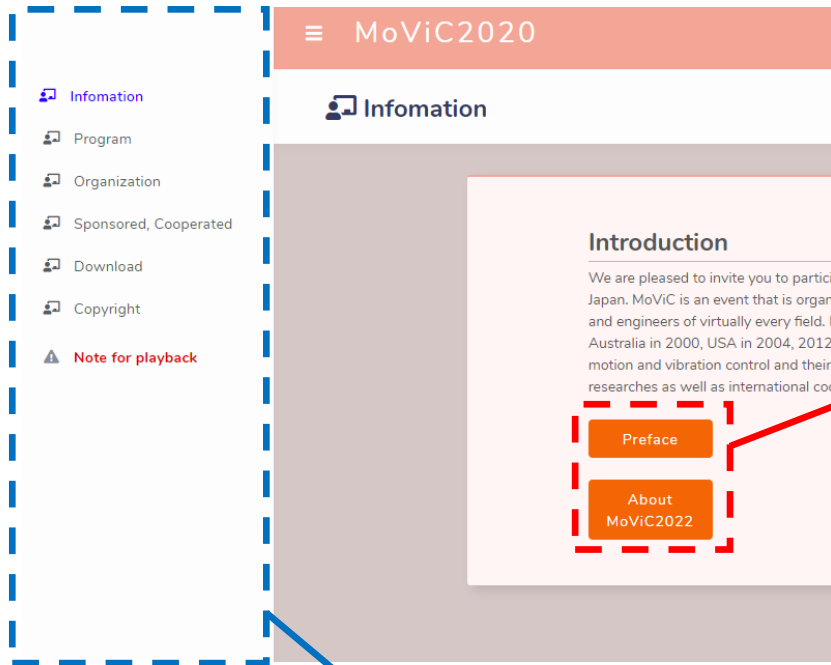 MoViC2020
Infomation
Program
Organization
Sponsored, Cooperated
Download
Copyright
Note for playback
Infomation
Introduction
We are pleased to invite you to partici
Japan. MoViC is an event that is organ
and engineers of virtually every field.
Australia in 2000, USA in 2004, 2012
motion and vibration control and their
researches as well as international coo
Preface
About
MoViC2022